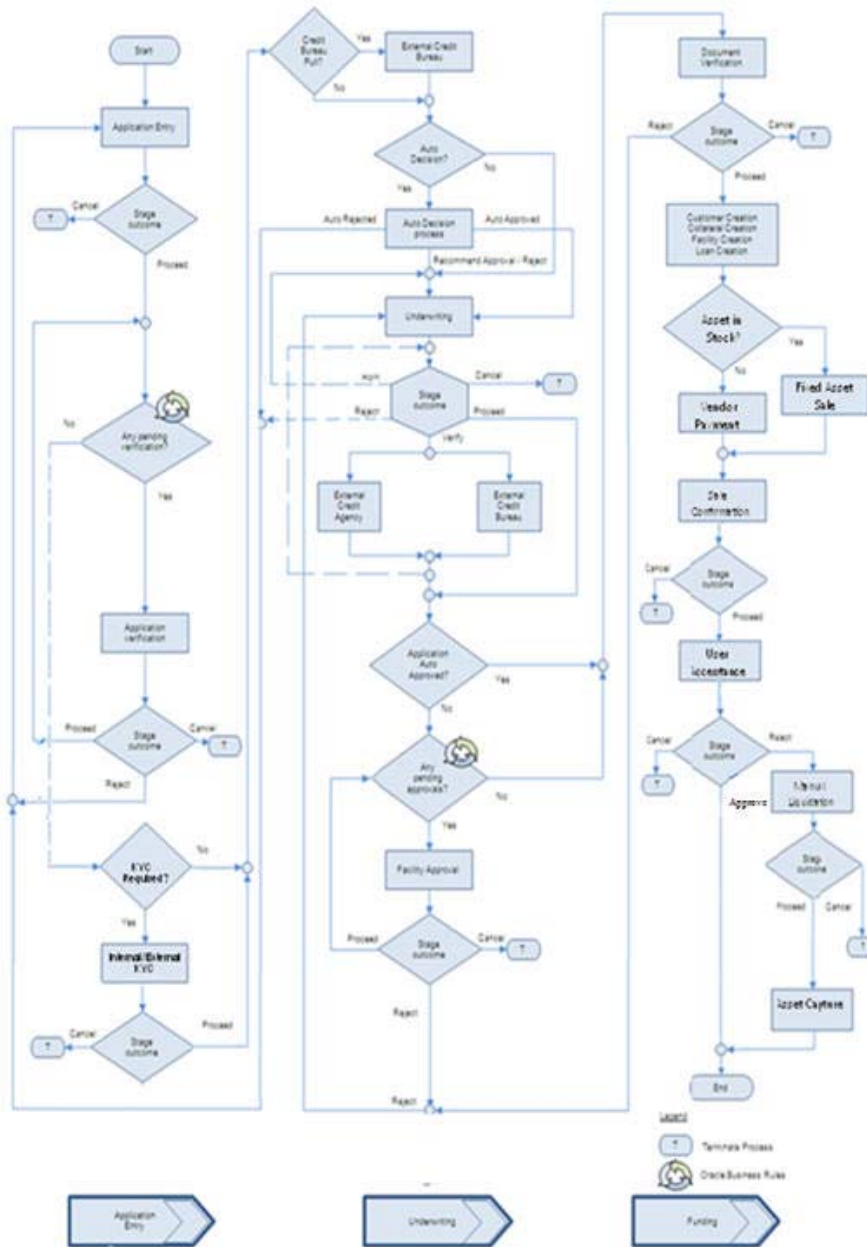 Start
Application Entry
Cancel
T
Stage
outcome
Proceed
No
Any pending
verification?
Yes
Application
verification
Proceed
Stage
outcome
Cancel
T
Reject
KYC
Required?
No
Yes
Internal/External
KYC
T
Cancel
Stage
outcome
Proceed
Credit
Bureau
Pull?
Yes
External Credit
Bureau
No
Auto
Decision?
No
Yes
Auto Rejected
Auto Decision
process
Auto Approved
Recommend Approval - Reject
Underwriting
Cancel
T
Reject
Stage
outcome
Proceed
Verify
External
Credit
Agency
External
Credit
Bureau
Application
Auto
Approved?
Yes
No
Any
pending
approvals?
No
Yes
Facility Approval
Proceed
Stage
outcome
Cancel
T
Reject
Reject
Document
Verification
Reject
Stage
outcome
Cancel
T
Proceed
Customer Creation
Collateral Creation
Facility Creation
Loan Creation
Asset in
Stock?
Yes
No
Vendor
Payment
Fixed Asset
Sale
Sale
Confirmation
Cancel
T
Stage
outcome
Proceed
User
Acceptance
Cancel
T
Stage
outcome
Reject
Approve
Manual
Liquidation
Stage
outcome
Proceed
Cancel
T
Asset Capture
End
Legend
T
Terminate Process
Oracle Business Rules
Application
Entry
Underwriting
Funding